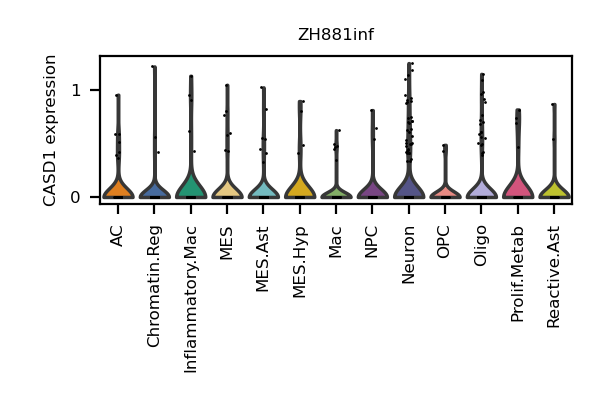 ZH881inf
CASD1 expression
1
0
AC
Chromatin.Reg
Inflammatory.Mac
MES
MES.Ast
MES.Hyp
Mac
NPC
Neuron
OPC
Oligo
Prolif.Metab
Reactive.Ast